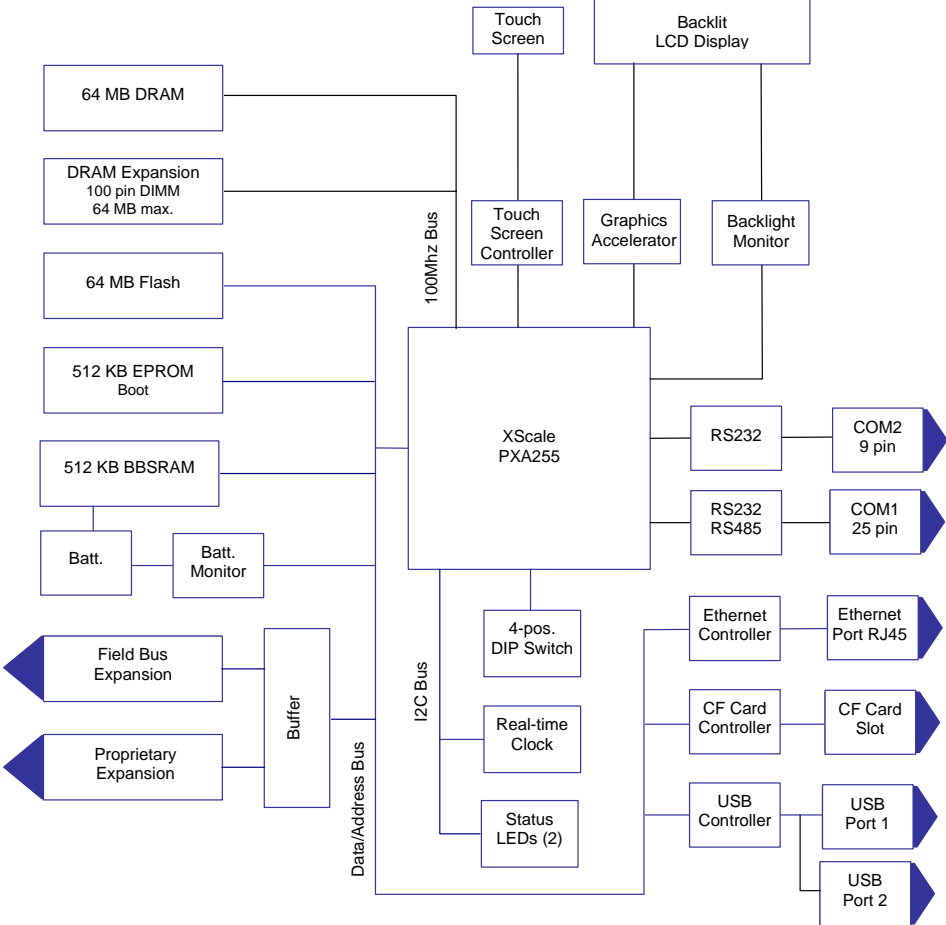 Touch
Screen
Backlit
LCD Display
64 MB DRAM
DRAM Expansion
100 pin DIMM
64 MB max.
100Mhz Bus
Touch
Screen
Controller
Graphics
Accelerator
Backlight
Monitor
64 MB Flash
512 KB EPROM
Boot
XScale
PXA255
RS232
COM2
9 pin
512 KB BBSRAM
RS232
RS485
COM1
25 pin
Batt.
Batt.
Monitor
4-pos.
DIP Switch
Ethernet
Controller
Ethernet
Port RJ45
Field Bus
Expansion
Buffer
I2C Bus
Real-time
Clock
CF Card
Controller
CF Card
Slot
Proprietary
Expansion
Data/Address Bus
Status
LEDs (2)
USB
Controller
USB
Port 1
USB
Port 2